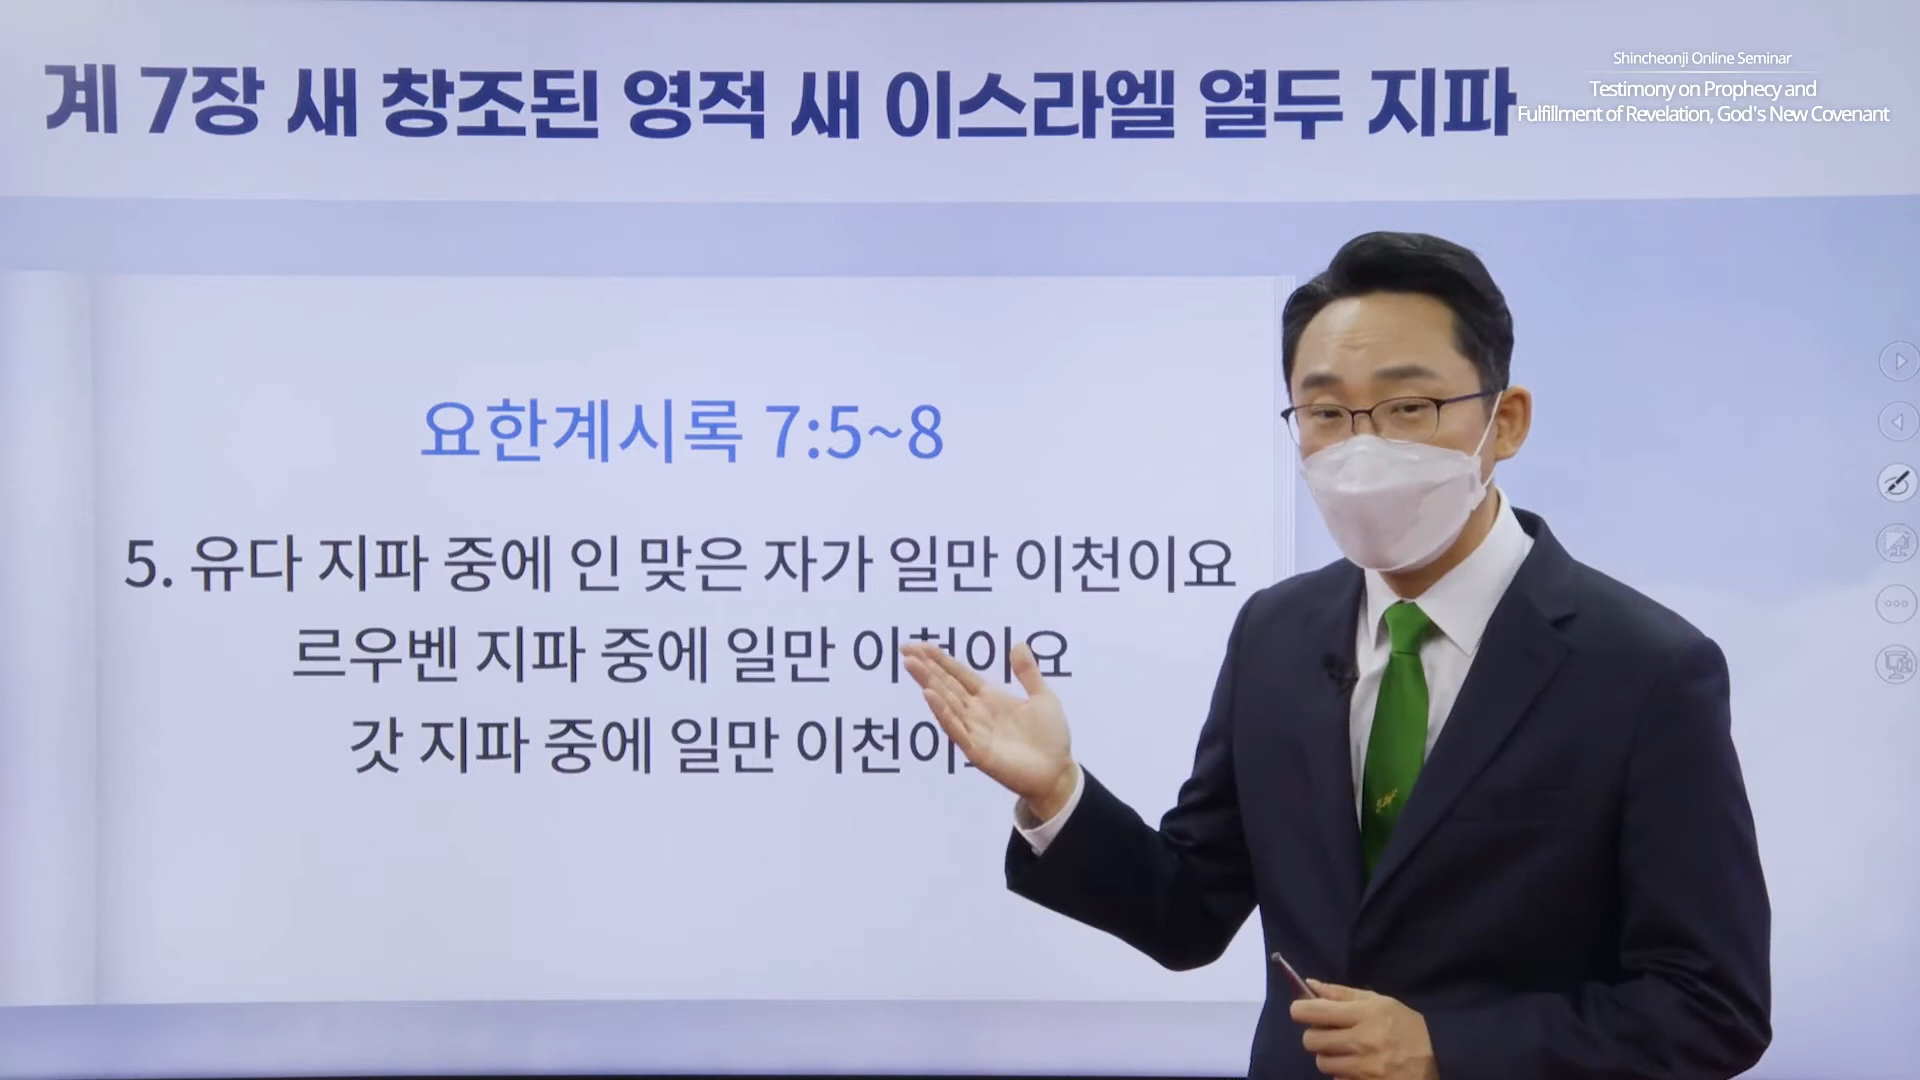 계 7장 새 창조된 영적 새 이스라엘 열두 지파
Shincheonji Online Seminar
Testimony on Prophecy and
Fulfillment of Revelation, God's New Covenant
요한계시록 7:5~8
5. 유다 지파 중에 인 맞은 자가 일만 이천이요
르우벤 지파 중에 일만 이천이요
갓 지파 중에 일만 이천이